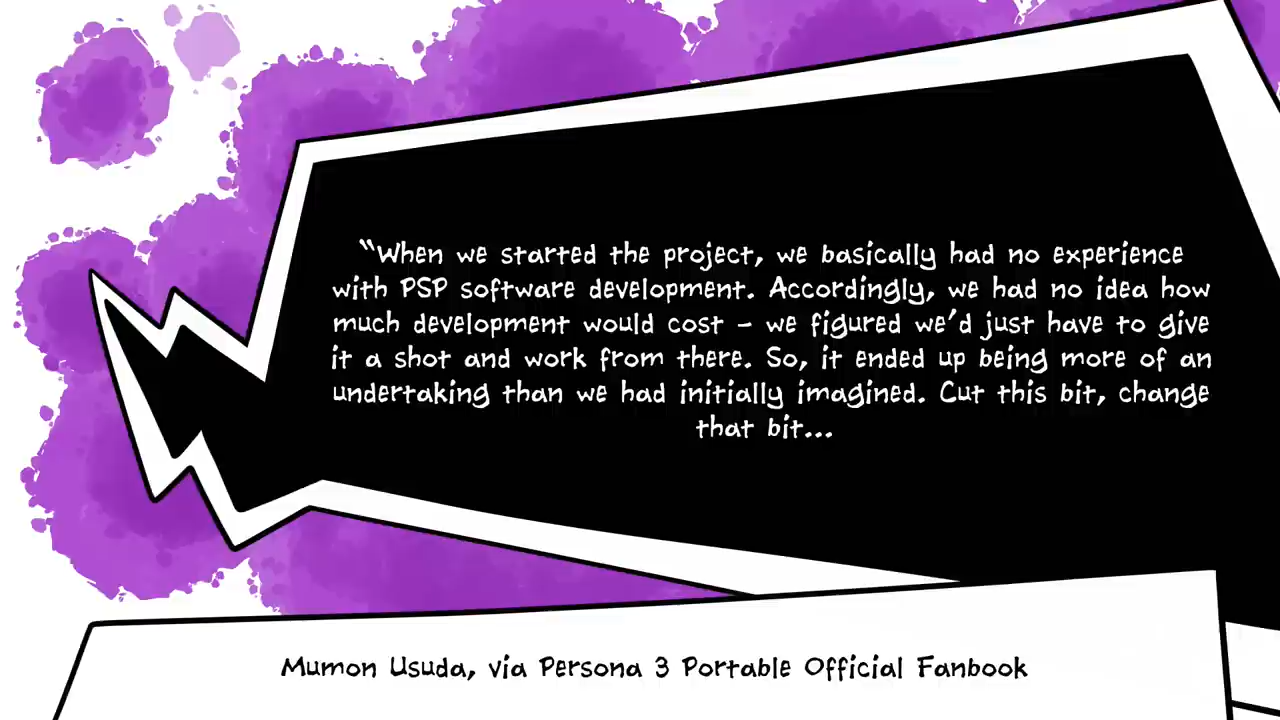 “When we started the project, we basically had no experience
with PSP software development. Accordingly, we had no idea how
much development would cost – we figured we’d just have to give
it a shot and work from there. So, it ended up being more of an
undertaking than we had initially imagined. Cut this bit, change
that bit...
Mumon Usuda, via Persona 3 Portable Official Fanbook